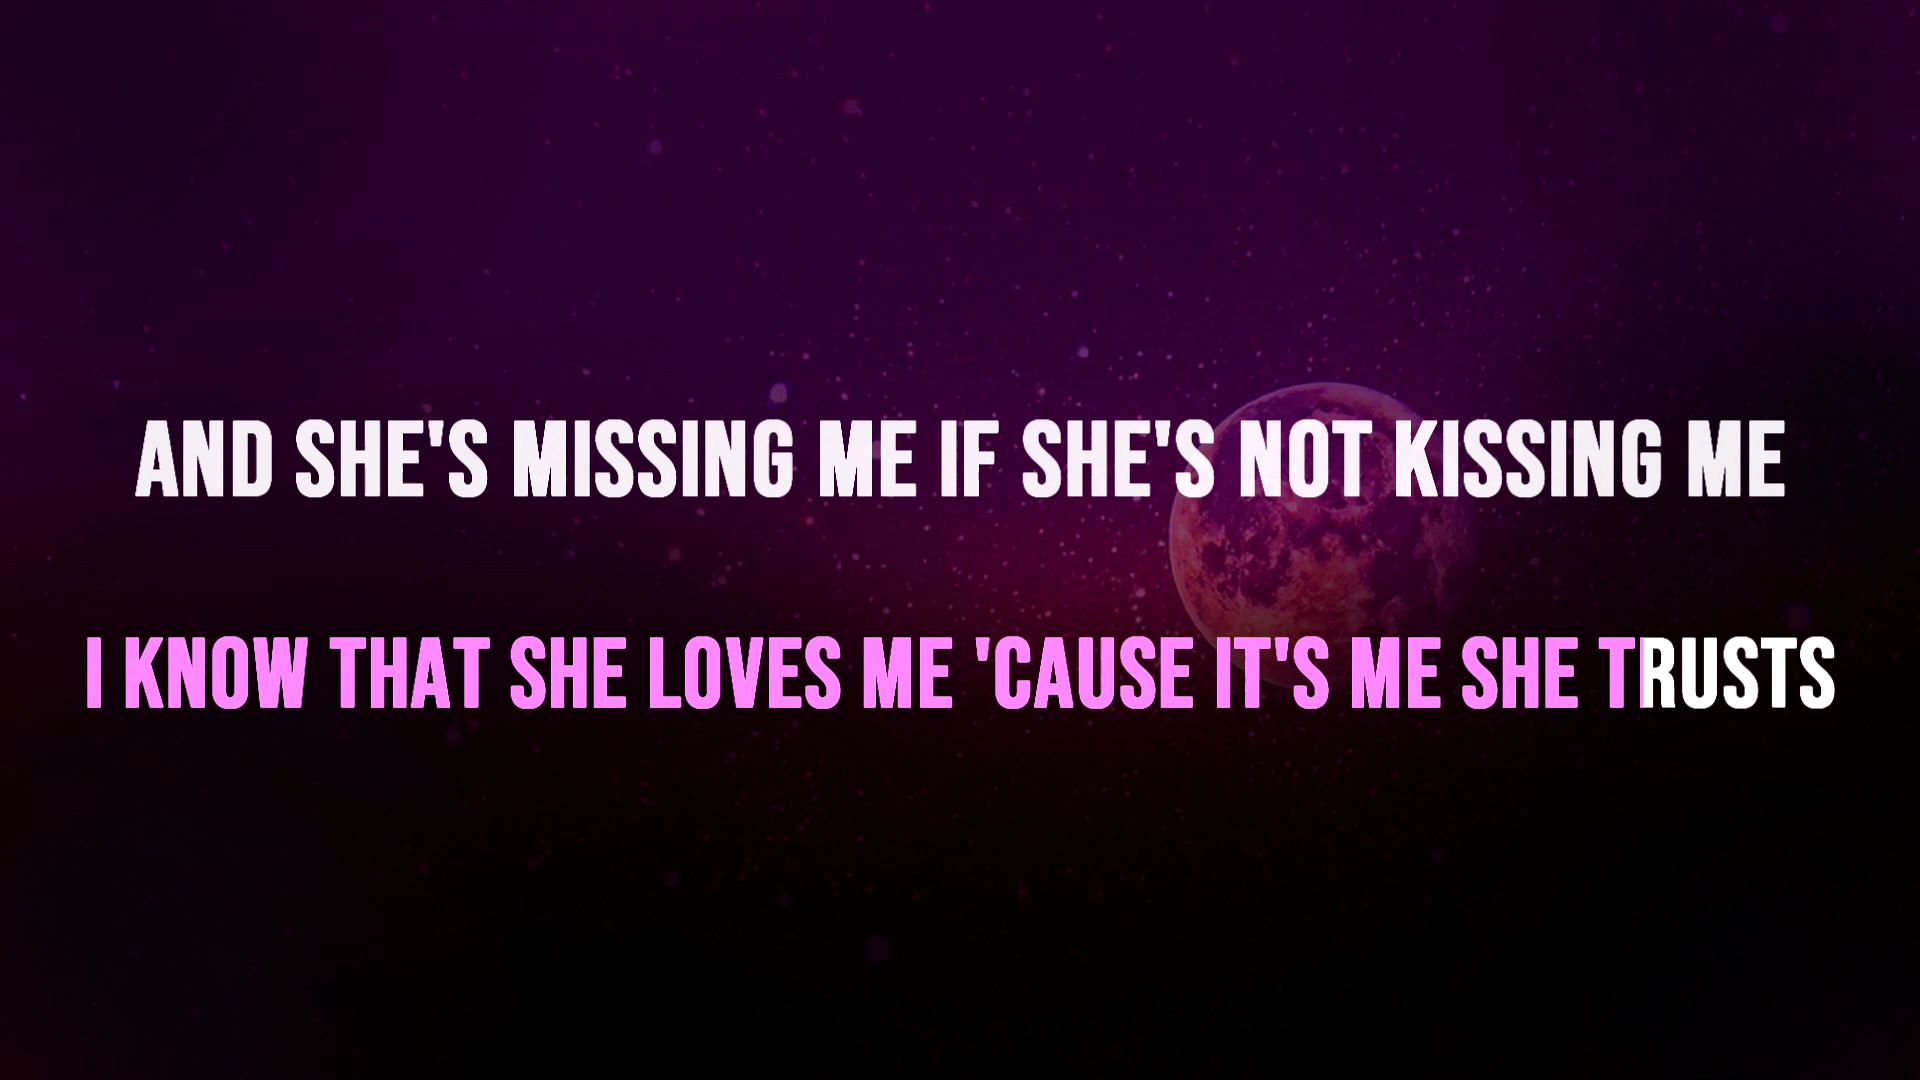 AND SHE'S MISSING ME IF SHE'S NOT KISSING ME
I KNOW THAT SHE LOVES ME 'CAUSE IT'S ME SHE TRUSTS